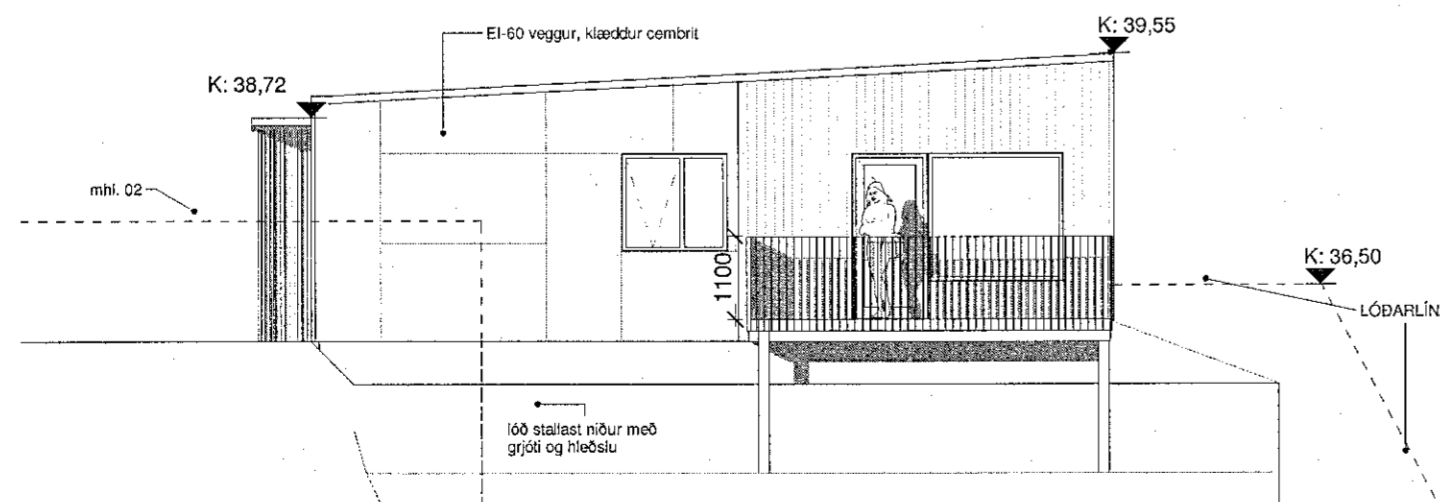 EI-60 veggur, klæddur cembrit
K: 39,55
K: 38,72
mhl. 02
1100
K: 36,50
LÓÐARLÍN
lóð stallast niður með
grjóti og hleðslu